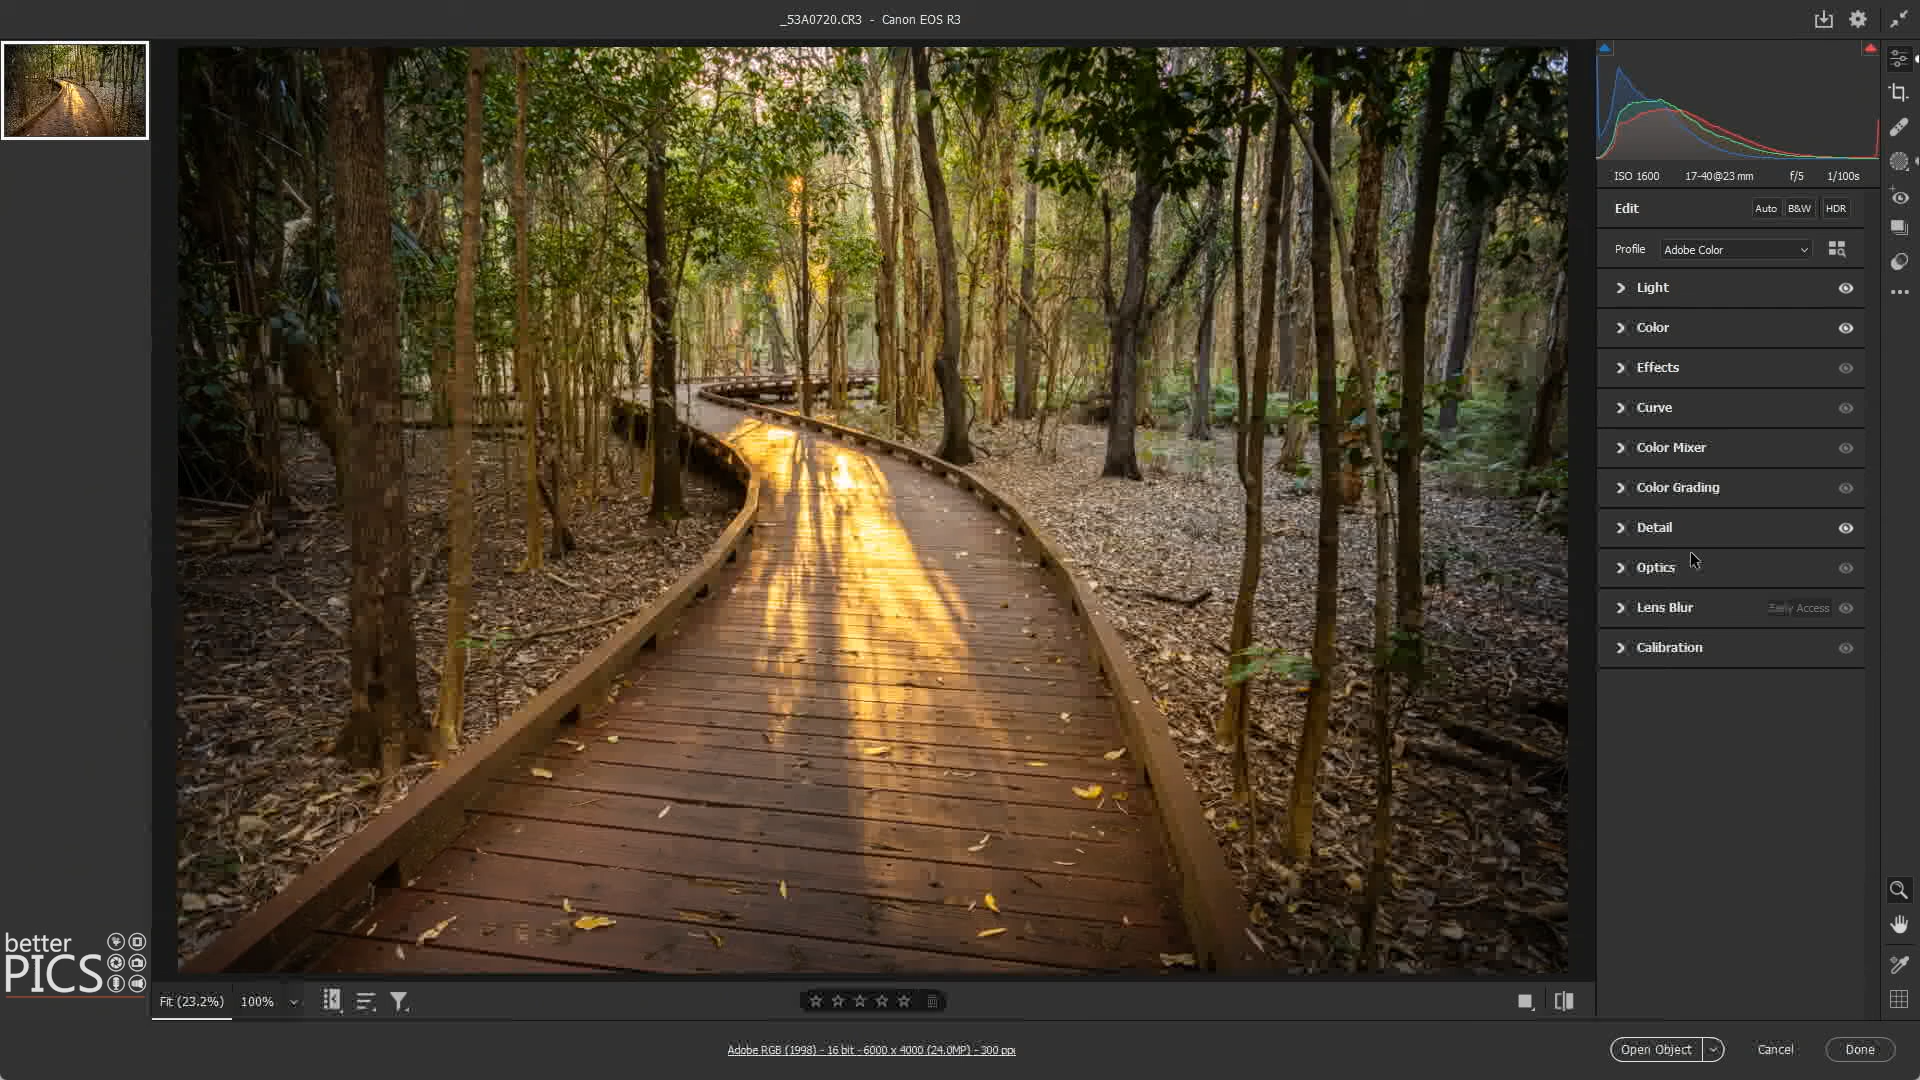 _53A0720.CR3 - Canon EOS R3
ISO 1600 17-40@23 mm f/5 1/100s
Edit Auto B&W HDR
Profile Adobe Color
Light
Color
Effects
Curve
Color Mixer
Color Grading
Detail
Optics
Lens Blur Early Access
Calibration
better
PICS
Fit (23.2%) 100%
Adobe RGB (1998) - 16 bit - 6000 x 4000 (24.0MP) - 300 ppi
Open Object Cancel Done